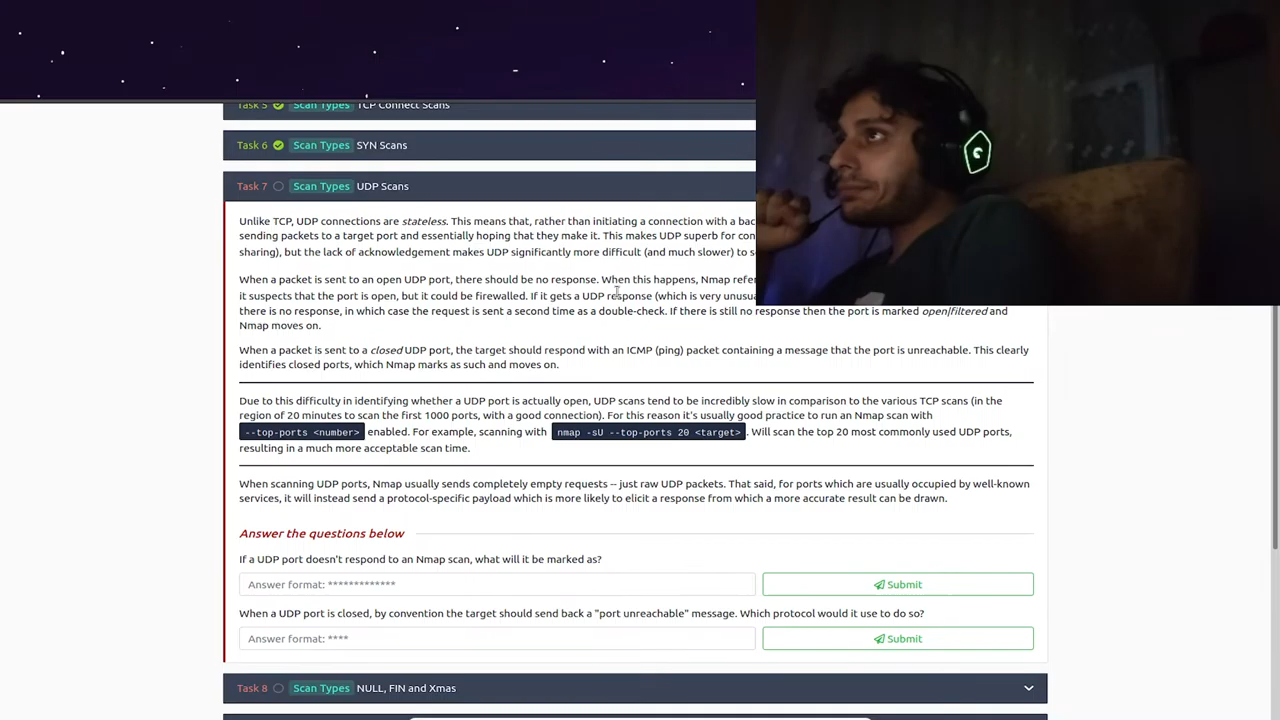 Task 5 Scan Types TCP Connect Scans
Task 6 Scan Types SYN Scans
Task 7 Scan Types UDP Scans
Unlike TCP, UDP connections are stateless. This means that, rather than initiating a connection with a bac
sending packets to a target port and essentially hoping that they make it. This makes UDP superb for con
sharing), but the lack of acknowledgement makes UDP significantly more difficult (and much slower) to s
When a packet is sent to an open UDP port, there should be no response. When this happens, Nmap refer
it suspects that the port is open, but it could be firewalled. If it gets a UDP response (which is very unusua
there is no response, in which case the request is sent a second time as a double-check. If there is still no response then the port is marked open|filtered and
Nmap moves on.
When a packet is sent to a closed UDP port, the target should respond with an ICMP (ping) packet containing a message that the port is unreachable. This clearly
identifies closed ports, which Nmap marks as such and moves on.
Due to this difficulty in identifying whether a UDP port is actually open, UDP scans tend to be incredibly slow in comparison to the various TCP scans (in the
region of 20 minutes to scan the first 1000 ports, with a good connection). For this reason it's usually good practice to run an Nmap scan with
--top-ports <number> enabled. For example, scanning with nmap -sU --top-ports 20 <target>. Will scan the top 20 most commonly used UDP ports,
resulting in a much more acceptable scan time.
When scanning UDP ports, Nmap usually sends completely empty requests -- just raw UDP packets. That said, for ports which are usually occupied by well-known
services, it will instead send a protocol-specific payload which is more likely to elicit a response from which a more accurate result can be drawn.
Answer the questions below
If a UDP port doesn't respond to an Nmap scan, what will it be marked as?
Answer format: *************
Submit
When a UDP port is closed, by convention the target should send back a "port unreachable" message. Which protocol would it use to do so?
Answer format: ****
Submit
Task 8 Scan Types NULL, FIN and Xmas